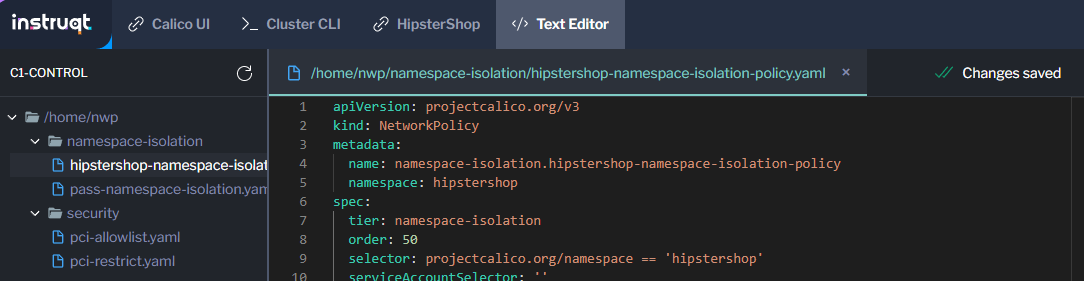 instruqt
Calico UI
Cluster CLI
HipsterShop
Text Editor
C1-CONTROL
/home/nwp/namespace-isolation/hipstershop-namespace-isolation-policy.yaml ×
Changes saved
/home/nwp
namespace-isolation
hipstershop-namespace-isolat
pass-namespace-isolation.yam
security
pci-allowlist.yaml
pci-restrict.yaml
1 apiVersion: projectcalico.org/v3
2 kind: NetworkPolicy
3 metadata:
4 name: namespace-isolation.hipstershop-namespace-isolation-policy
5 namespace: hipstershop
6 spec:
7 tier: namespace-isolation
8 order: 50
9 selector: projectcalico.org/namespace == 'hipstershop'
10 serviceAccountSelector: ''